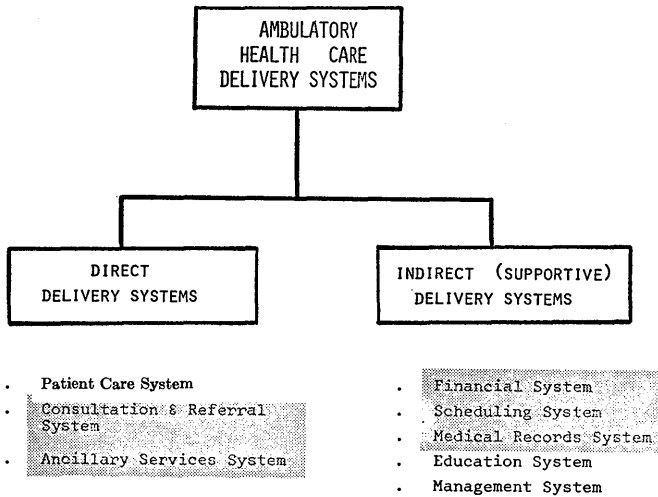 AMBULATORY
HEALTH CARE
DELIVERY SYSTEMS
DIRECT
DELIVERY SYSTEMS
INDIRECT (SUPPORTIVE)
DELIVERY SYSTEMS
. Patient Care System
. Consultation & Referral
System
. Ancillary Services System
. Financial System
. Scheduling System
. Medical Records System
. Education System
. Management System